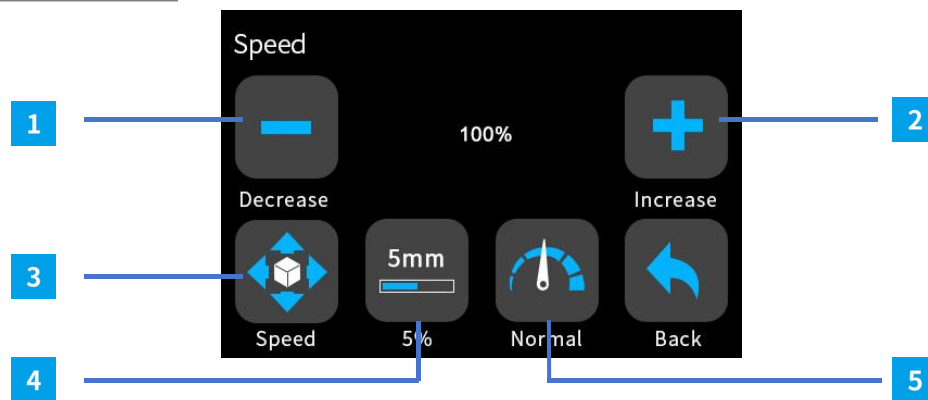 Speed
1
100%
2
Decrease
Increase
3
5mm
Speed
5%
Normal
Back
4
5